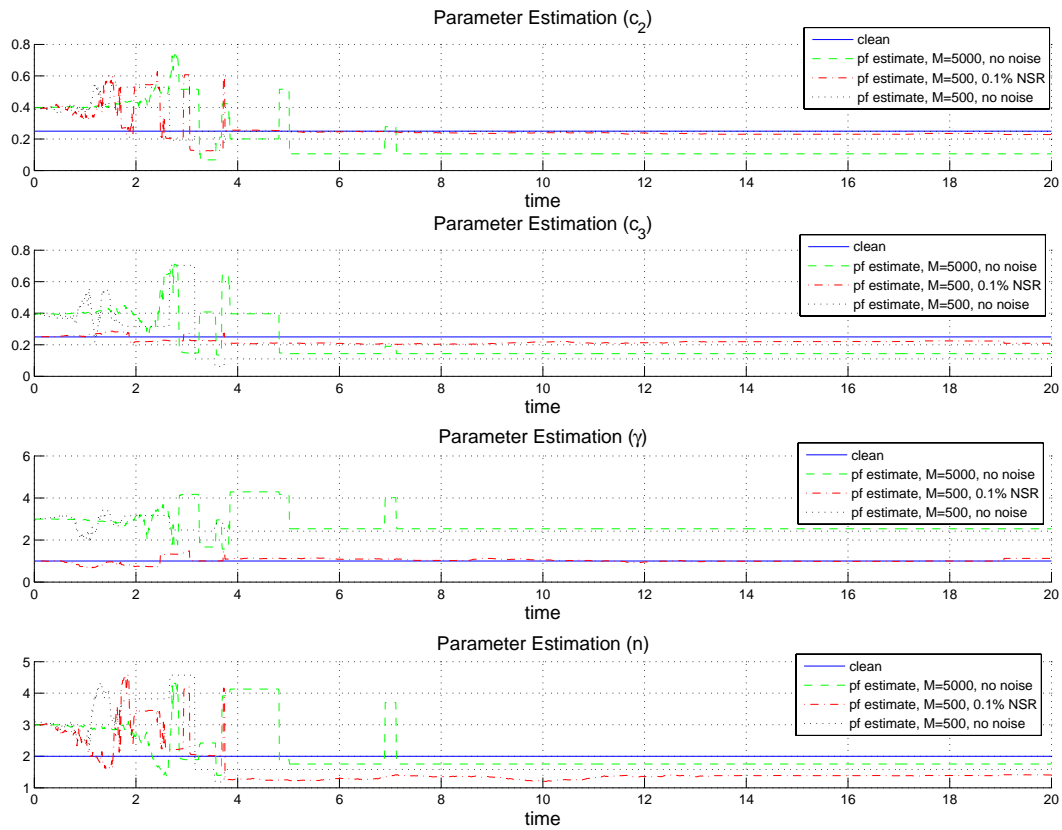 Parameter Estimation (c2)
0.8
0.6
0.4
0.2
0
clean
pf estimate, M=5000, no noise
pf estimate, M=500, 0.1% NSR
pf estimate, M=500, no noise
0 2 4 6 8 10 12 14 16 18 20
time
Parameter Estimation (c3)
0.8
0.6
0.4
0.2
0
clean
pf estimate, M=5000, no noise
pf estimate, M=500, 0.1% NSR
pf estimate, M=500, no noise
0 2 4 6 8 10 12 14 16 18 20
time
Parameter Estimation (γ)
6
4
2
0
clean
pf estimate, M=5000, no noise
pf estimate, M=500, 0.1% NSR
pf estimate, M=500, no noise
0 2 4 6 8 10 12 14 16 18 20
time
Parameter Estimation (n)
5
4
3
2
1
clean
pf estimate, M=5000, no noise
pf estimate, M=500, 0.1% NSR
pf estimate, M=500, no noise
0 2 4 6 8 10 12 14 16 18 20
time